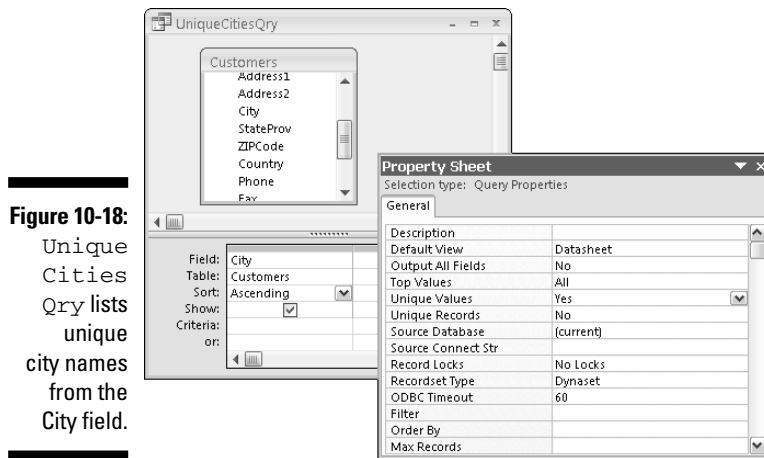 UniqueCitiesQry
Customers
Address1
Address2
City
StateProv
ZIPCode
Country
Phone
Fax
Field: City
Table: Customers
Sort: Ascending
Show:
Criteria:
or:
Property Sheet
Selection type: Query Properties
General
Description
Default View Datasheet
Output All Fields No
Top Values All
Unique Values Yes
Unique Records No
Source Database (current)
Source Connect Str
Record Locks No Locks
Recordset Type Dynaset
ODBC Timeout 60
Filter
Order By
Max Records
Figure 10-18:
Unique
Cities
Qry lists
unique
city names
from the
City field.